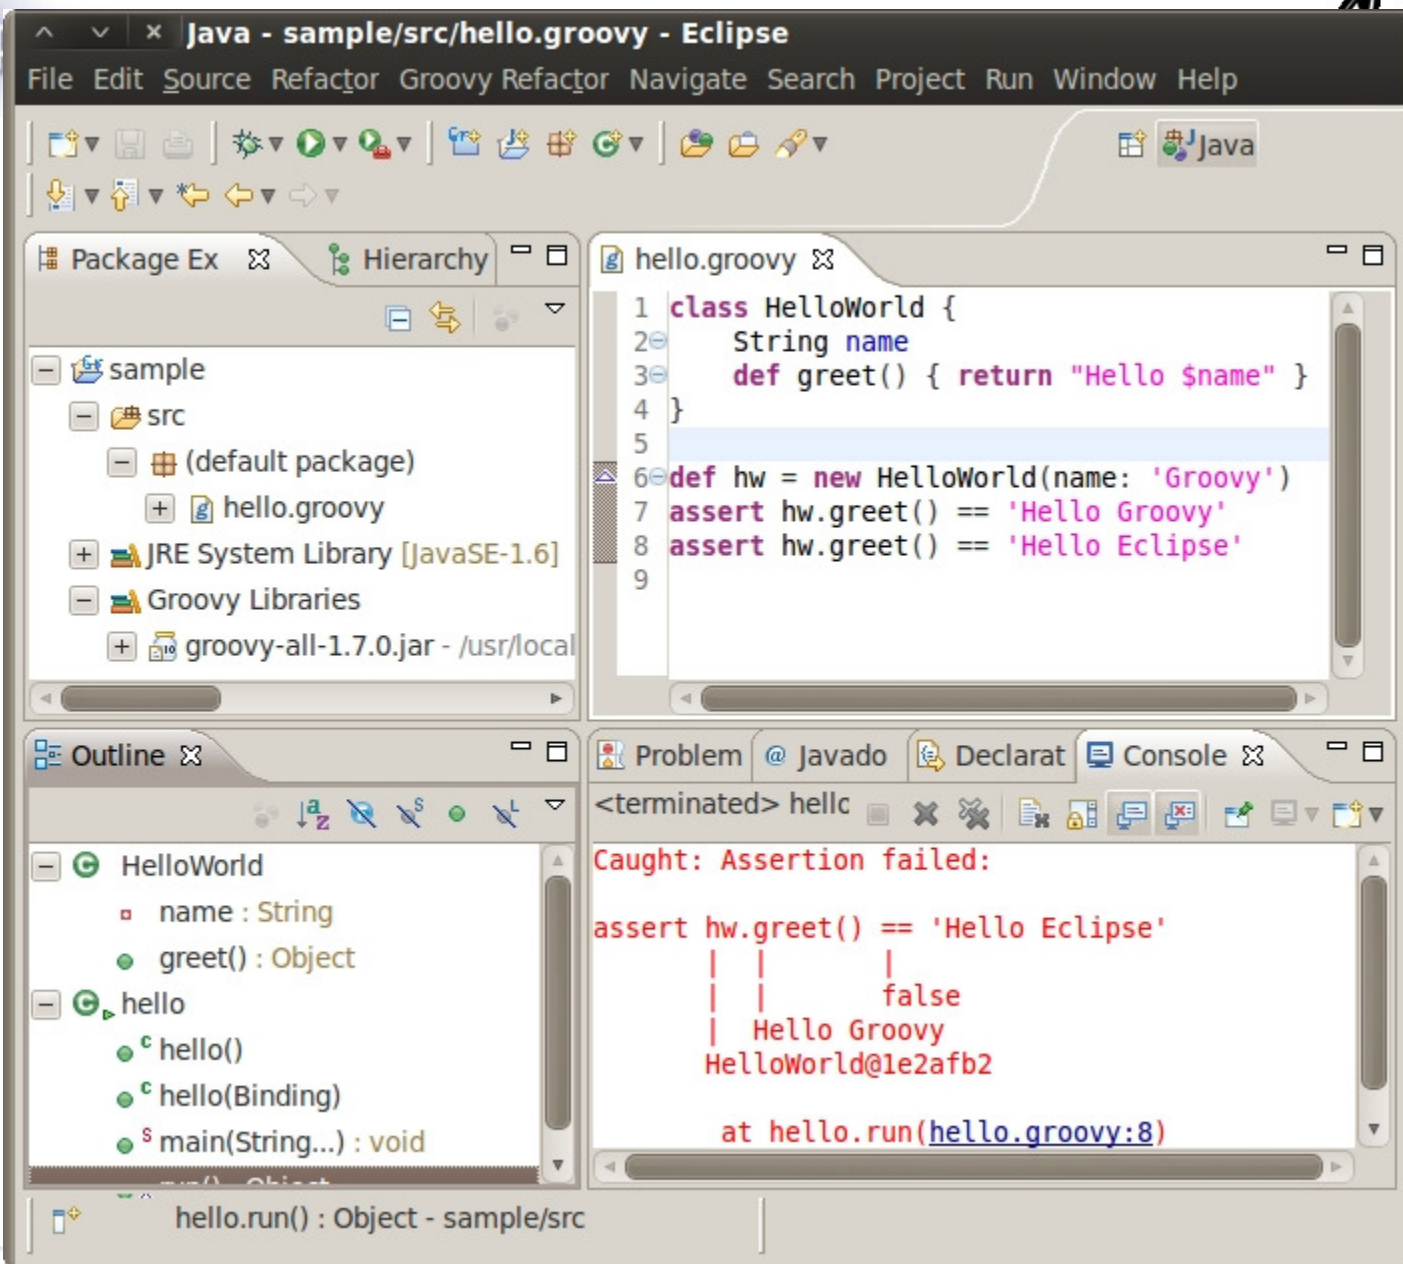 Java - sample/src/hello.groovy - Eclipse
File Edit Source Refactor Groovy Refactor Navigate Search Project Run Window Help
Java
Package Ex Hierarchy
sample
src
(default package)
hello.groovy
JRE System Library [JavaSE-1.6]
Groovy Libraries
groovy-all-1.7.0.jar - /usr/local
hello.groovy
1 class HelloWorld {
2 String name
3 def greet() { return "Hello $name" }
4 }
5
6 def hw = new HelloWorld(name: 'Groovy')
7 assert hw.greet() == 'Hello Groovy'
8 assert hw.greet() == 'Hello Eclipse'
9
Outline
HelloWorld
name : String
greet() : Object
hello
hello()
hello(Binding)
main(String...) : void
run() : Object
Problem Javado Declarat Console
<terminated> hello
Caught: Assertion failed:
assert hw.greet() == 'Hello Eclipse'
| | |
| | false
| Hello Groovy
HelloWorld@1e2afb2
at hello.run(hello.groovy:8)
hello.run() : Object - sample/src